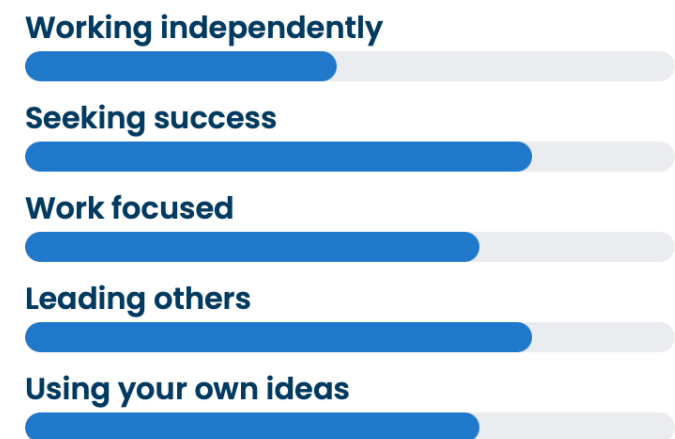 Working independently
Seeking success
Work focused
Leading others
Using your own ideas